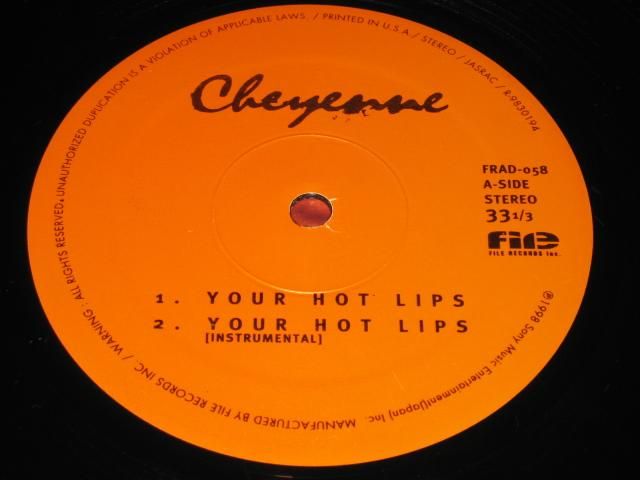 Cheyenne
FRAD-058
A-SIDE
STEREO
33 1/3
FILE
FILE RECORDS Inc.
1. YOUR HOT LIPS
2. YOUR HOT LIPS
[INSTRUMENTAL]
℗1998 Sony Music Entertainment(Japan) Inc. MANUFACTURED BY FILE RECORDS INC / WARNING : ALL RIGHTS RESERVED. UNAUTHORIZED DUPLICATION IS A VIOLATION OF APPLICABLE LAWS. / PRINTED IN U.S.A. / STEREO / JASRAC / R-9830194